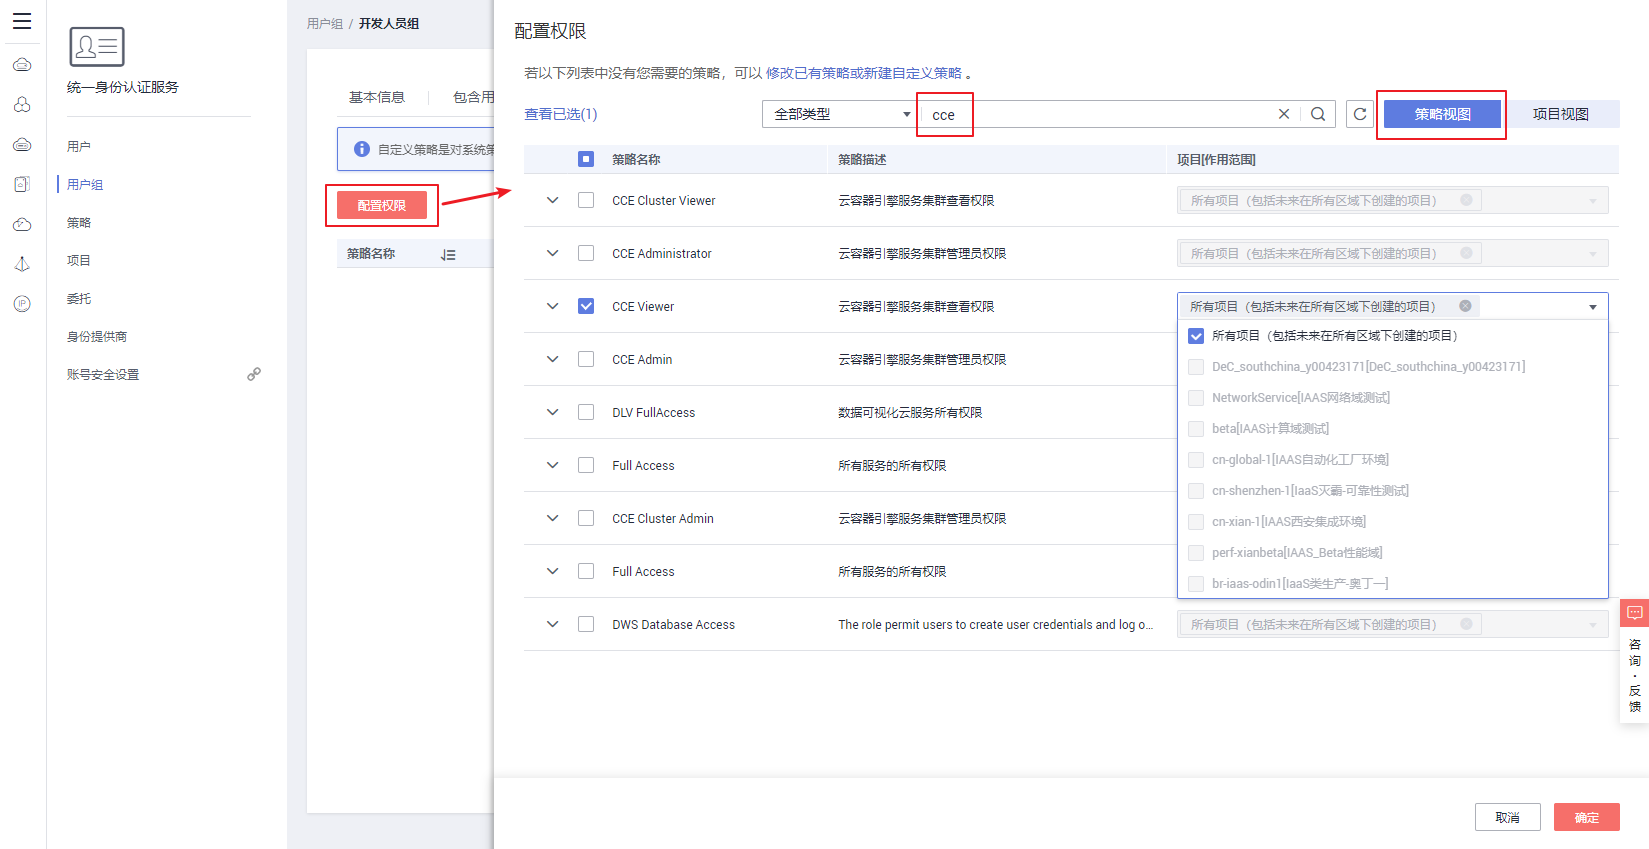 统一身份认证服务
用户
用户组
策略
项目
委托
身份提供商
账号安全设置
用户组 / 开发人员组
基本信息
包含用
自定义策略是对系统策
配置权限
策略名称
配置权限
若以下列表中没有您需要的策略，可以 修改已有策略或新建自定义策略 。
查看已选(1)
全部类型
cce
策略视图
项目视图
策略名称 策略描述 项目[作用范围]
CCE Cluster Viewer 云容器引擎服务集群查看权限 所有项目（包括未来在所有区域下创建的项目）
CCE Administrator 云容器引擎服务集群管理员权限 所有项目（包括未来在所有区域下创建的项目）
CCE Viewer 云容器引擎服务集群查看权限 所有项目（包括未来在所有区域下创建的项目）
所有项目（包括未来在所有区域下创建的项目）
CCE Admin 云容器引擎服务集群管理员权限
DeC_southchina_y00423171[DeC_southchina_y00423171]
NetworkService[IAAS网络域测试]
DLV FullAccess 数据可视化云服务所有权限
beta[IAAS计算域测试]
Full Access 所有服务的所有权限
cn-global-1[IAAS自动化工厂环境]
cn-shenzhen-1[IaaS灭霸-可靠性测试]
CCE Cluster Admin 云容器引擎服务集群管理员权限
cn-xian-1[IAAS西安集成环境]
perf-xianbeta[IAAS_Beta性能域]
Full Access 所有服务的所有权限
br-iaas-odin1[IaaS类生产-奥丁一]
DWS Database Access The role permit users to create user credentials and log o... 所有项目（包括未来在所有区域下创建的项目）
咨询·反馈
取消
确定
IP